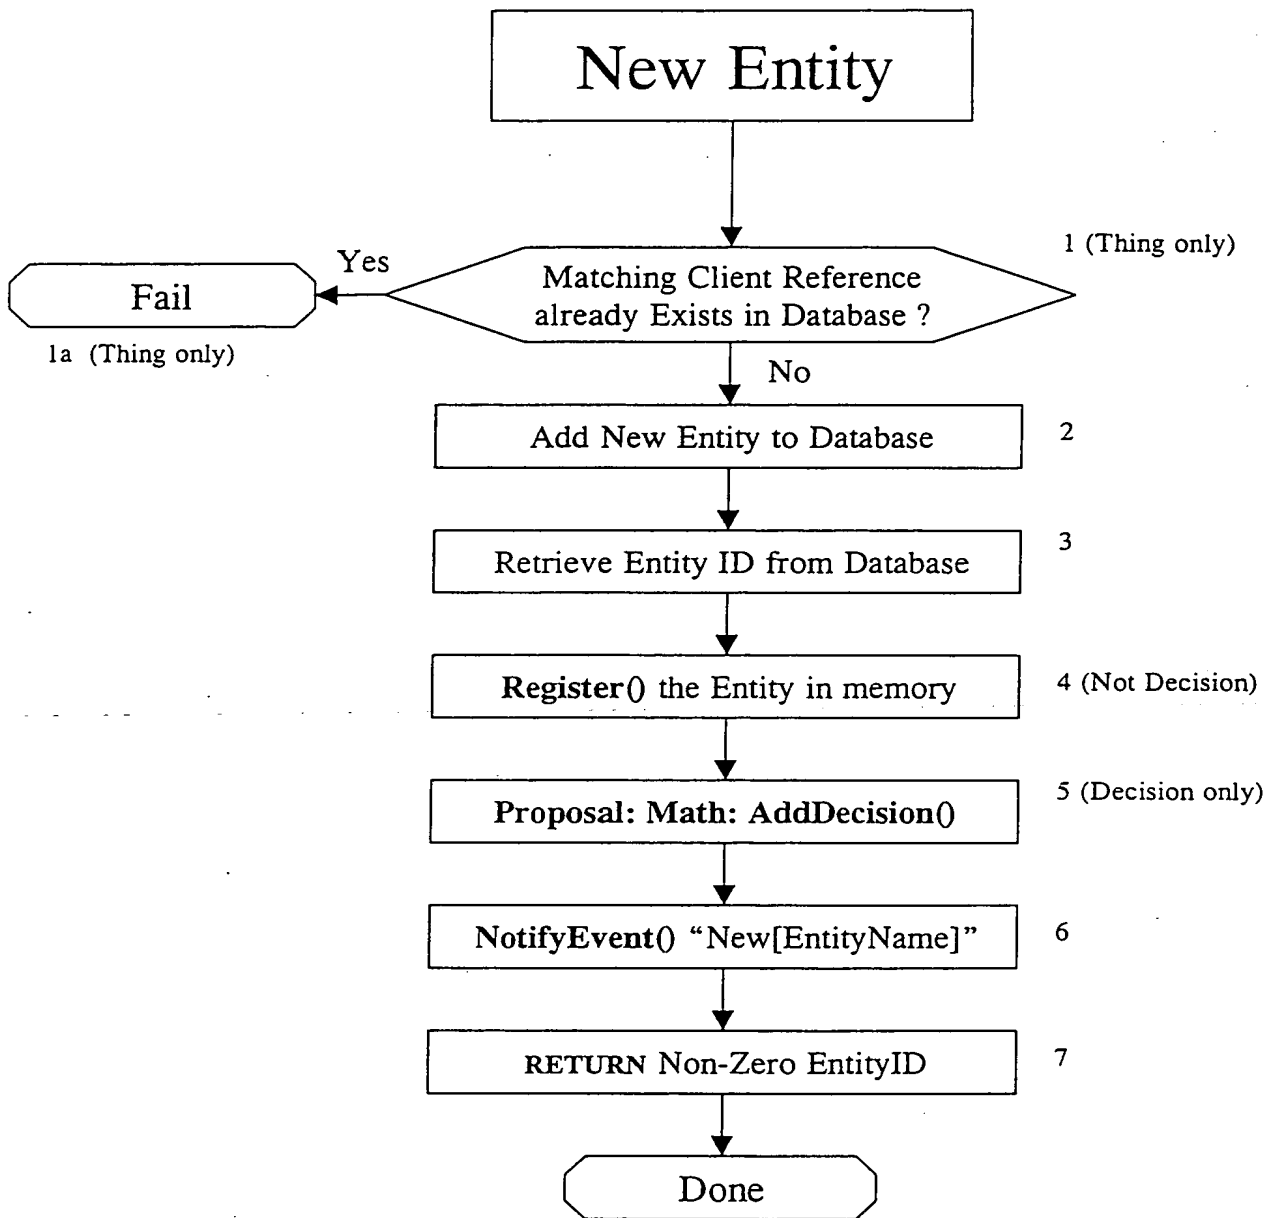 New Entity
1 (Thing only)
Yes
Matching Client Reference
already Exists in Database ?
Fail
1a (Thing only)
No
Add New Entity to Database
2
Retrieve Entity ID from Database
3
Register() the Entity in memory
4 (Not Decision)
Proposal: Math: AddDecision()
5 (Decision only)
NotifyEvent() “New[EntityName]”
6
RETURN Non-Zero EntityID
7
Done